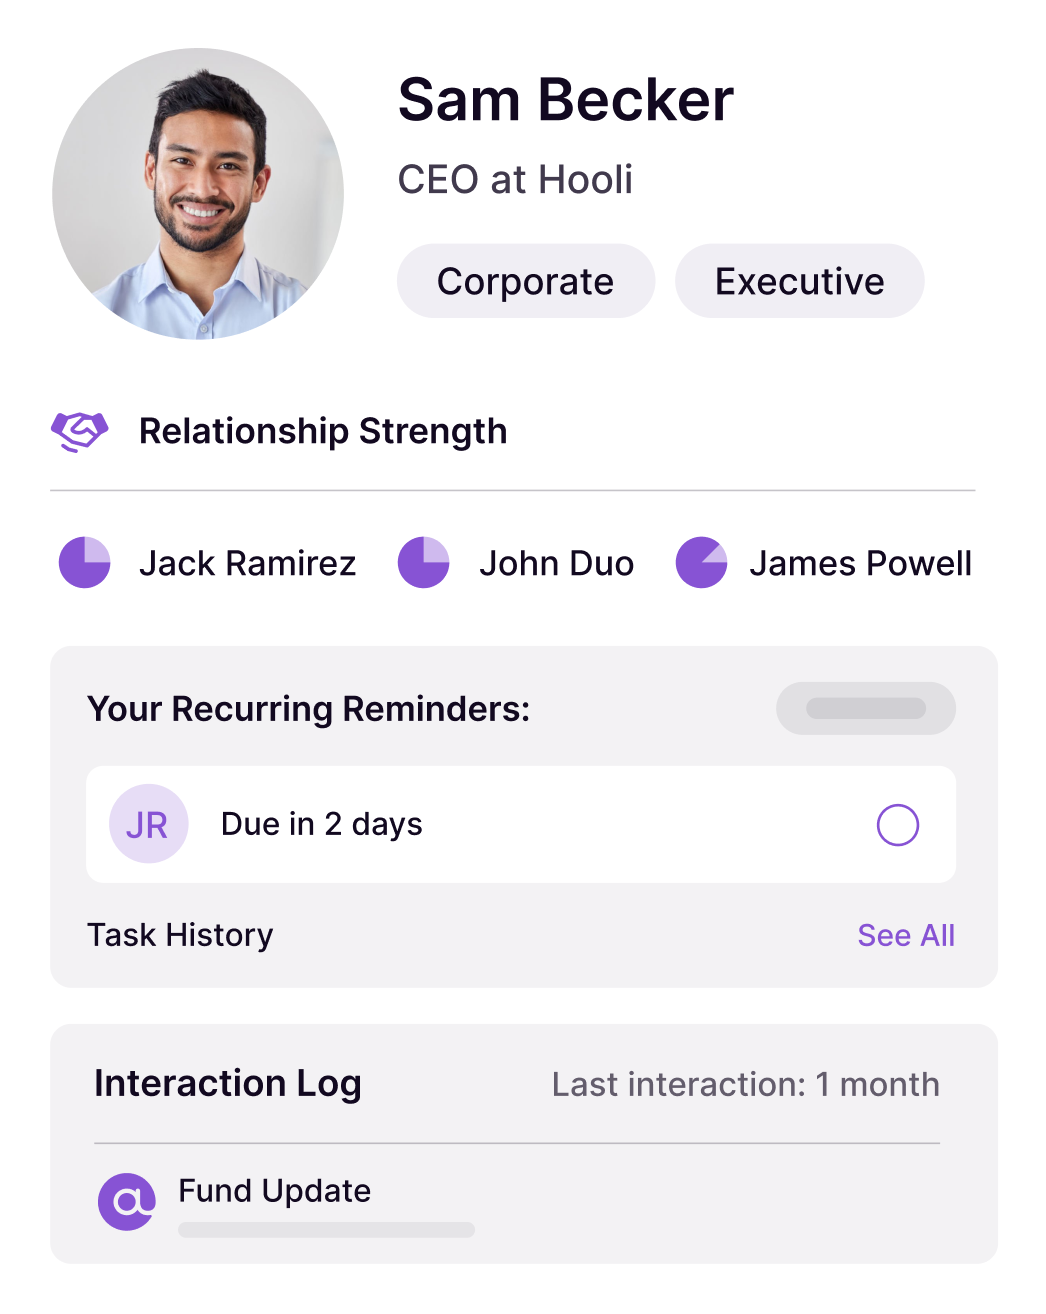 Sam Becker
CEO at Hooli
Corporate Executive
Relationship Strength
Jack Ramirez John Duo James Powell
Your Recurring Reminders:
JR Due in 2 days
Task History See All
Interaction Log Last interaction: 1 month
Fund Update